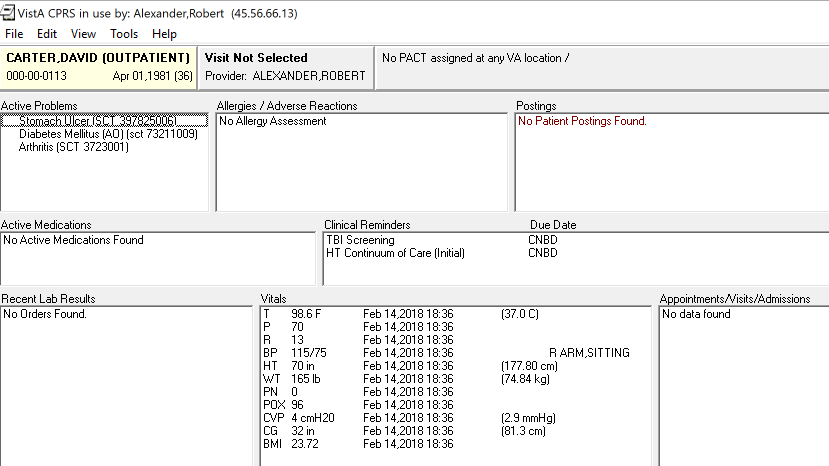 VistA CPRS in use by: Alexander,Robert (45.56.66.13)
File Edit View Tools Help
CARTER,DAVID (OUTPATIENT)
000-00-0113 Apr 01,1981 (36)
Visit Not Selected
Provider: ALEXANDER,ROBERT
No PACT assigned at any VA location /
Active Problems
Stomach Ulcer (SCT 397825006)
Diabetes Mellitus (AO) (sct 73211009)
Arthritis (SCT 3723001)
Allergies / Adverse Reactions
No Allergy Assessment
Postings
No Patient Postings Found.
Active Medications
No Active Medications Found
Clinical Reminders Due Date
TBI Screening CNBD
HT Continuum of Care (Initial) CNBD
Recent Lab Results
No Orders Found.
Vitals
T 98.6 F Feb 14,2018 18:36 (37.0 C)
P 70 Feb 14,2018 18:36
R 13 Feb 14,2018 18:36
BP 115/75 Feb 14,2018 18:36 R ARM,SITTING
HT 70 in Feb 14,2018 18:36 (177.80 cm)
WT 165 lb Feb 14,2018 18:36 (74.84 kg)
PN 0 Feb 14,2018 18:36
POX 96 Feb 14,2018 18:36
CVP 4 cmH20 Feb 14,2018 18:36 (2.9 mmHg)
CG 32 in Feb 14,2018 18:36 (81.3 cm)
BMI 23.72 Feb 14,2018 18:36
Appointments/Visits/Admissions
No data found